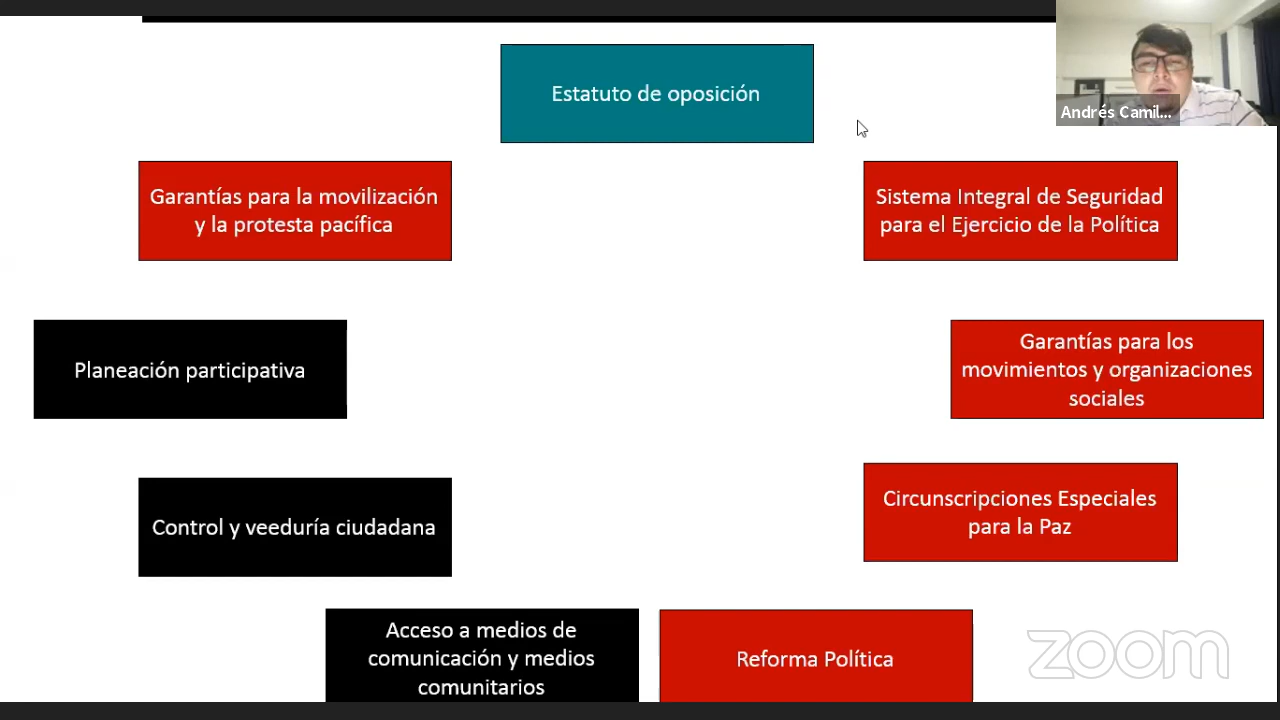 Estatuto de oposición
Andrés Camil...
Garantías para la movilización
y la protesta pacífica
Sistema Integral de Seguridad
para el Ejercicio de la Política
Planeación participativa
Garantías para los
movimientos y organizaciones
sociales
Control y veeduría ciudadana
Circunscripciones Especiales
para la Paz
Acceso a medios de
comunicación y medios
comunitarios
Reforma Política
zoom